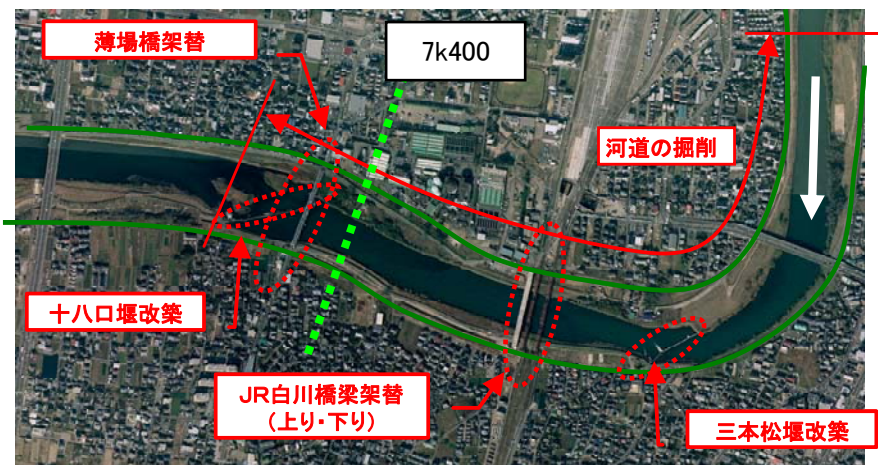 薄場橋架替
7k400
河道の掘削
十八口堰改築
JR白川橋梁架替
(上り・下り)
三本松堰改築